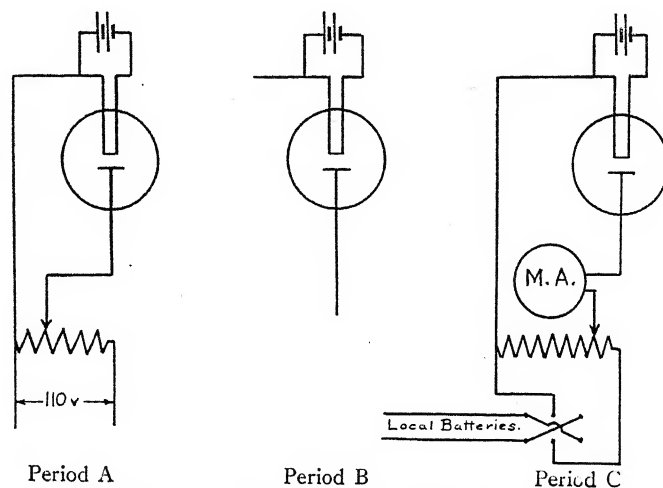 M.A.
110 v
Local Batteries.
Period A
Period B
Period C